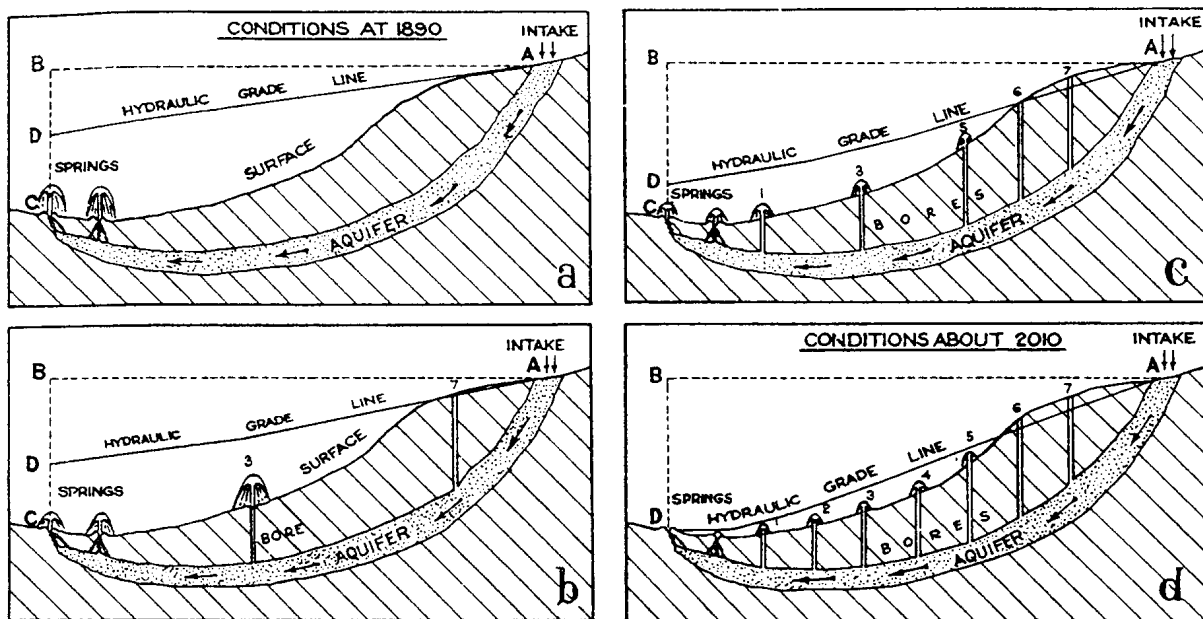 CONDITIONS AT 1890
INTAKE
A
B
HYDRAULIC GRADE LINE
D
SPRINGS
SURFACE
C
AQUIFER
a
INTAKE
A
B
7
6
HYDRAULIC GRADE LINE
5
3
D
SPRINGS
1
C
BORES
AQUIFER
c
INTAKE
A
B
7
HYDRAULIC GRADE LINE
SURFACE
D
3
SPRINGS
C
BORE
AQUIFER
b
CONDITIONS ABOUT 2010
INTAKE
A
B
7
6
5
HYDRAULIC GRADE LINE
4
3
2
1
D
SPRINGS
BORES
AQUIFER
d